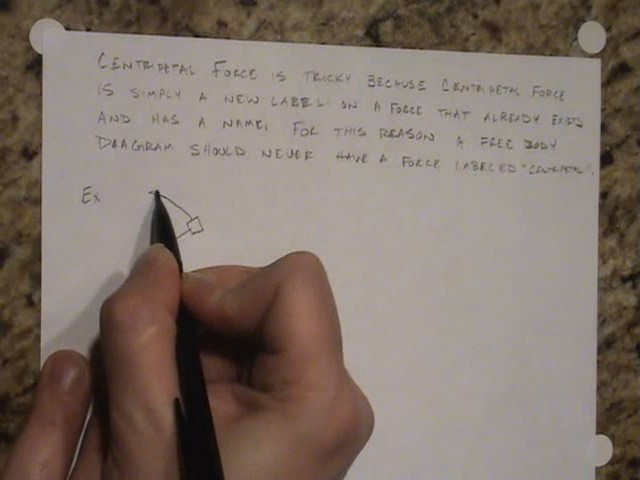 CENTRIPETAL FORCE IS TRICKY BECAUSE CENTRIPETAL FORCE
IS SIMPLY A NEW LABEL ON A FORCE THAT ALREADY EXISTS
AND HAS A NAME. FOR THIS REASON A FREE BODY
DIAGRAM SHOULD NEVER HAVE A FORCE LABELED "CENTRIPETAL".
EX